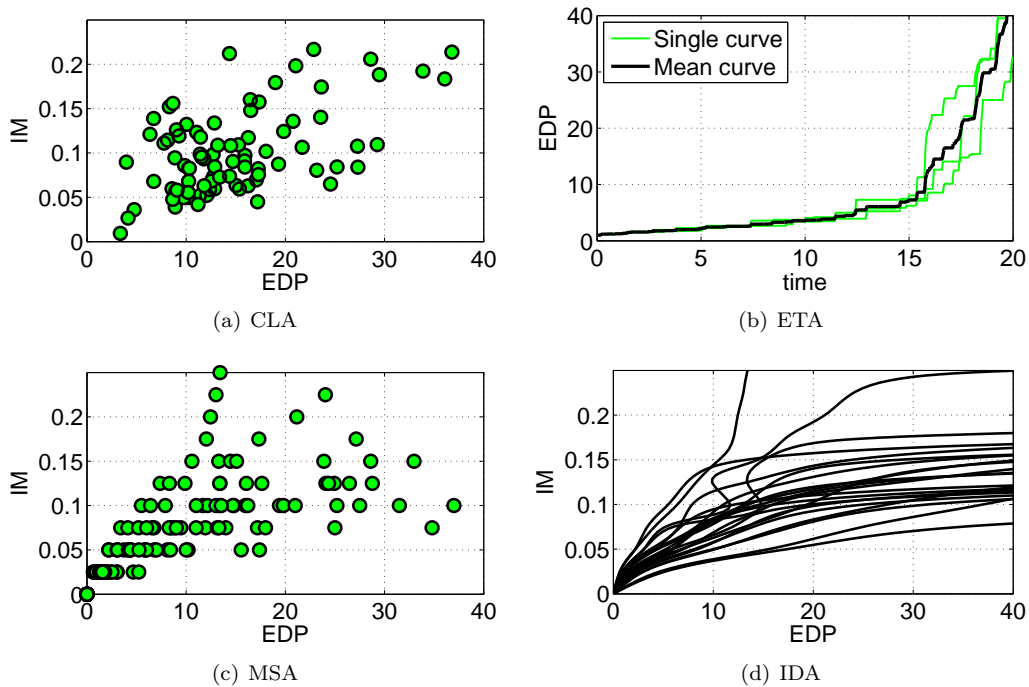 0.2
0.15
0.1
0.05
0
IM
0 10 20 30 40
EDP
(a) CLA
40
30
20
10
0
EDP
Single curve
Mean curve
0 5 10 15 20
time
(b) ETA
0.2
0.15
0.1
0.05
0
IM
0 10 20 30 40
EDP
(c) MSA
0.2
0.15
0.1
0.05
0
IM
0 10 20 30 40
EDP
(d) IDA